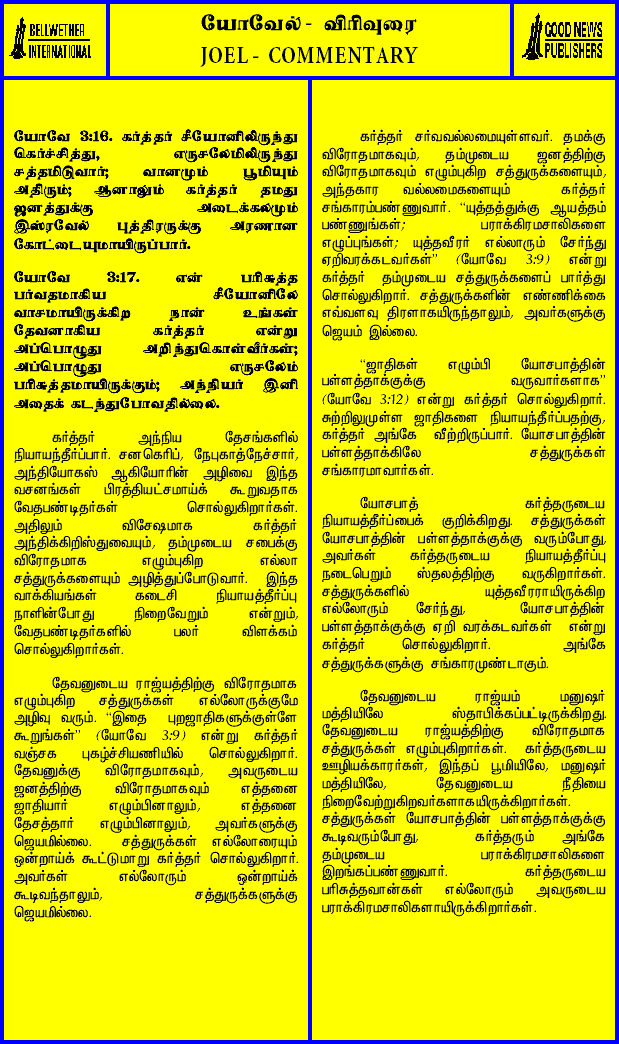 BELLWETHER
INTERNATIONAL
யோவேல் - விரிவுரை
JOEL - COMMENTARY
GOOD NEWS
PUBLISHERS
யோவே 3:16. கர்த்தர் சீயோனிலிருந்து
கெர்ச்சித்து, எருசலேமிலிருந்து
சத்தமிடுவார்; வானமும் பூமியும்
அதிரும்; ஆனாலும் கர்த்தர் தமது
ஜனத்துக்கு அடைக்கலமும்
இஸ்ரவேல் புத்திரருக்கு அரணான
கோட்டையுமாயிருப்பார்.
யோவே 3:17. என் பரிசுத்த
பர்வதமாகிய சீயோனிலே
வாசமாயிருக்கிற நான் உங்கள்
தேவனாகிய கர்த்தர் என்று
அப்பொழுது அறிந்துகொள்வீர்கள்;
அப்பொழுது எருசலேம்
பரிசுத்தமாயிருக்கும்; அந்நியர் இனி
அதைக் கடந்துபோவதில்லை.
கர்த்தர் அந்நிய தேசங்களில்
நியாயந்தீர்ப்பார். சனகெரிப், நேபுகாத்நேச்சார்,
அந்தியோகஸ் ஆகியோரின் அழிவை இந்த
வசனங்கள் பிரத்தியட்சமாய்க் கூறுவதாக
வேதபண்டிதர்கள் சொல்லுகிறார்கள்.
அதிலும் விசேஷமாக கர்த்தர்
அந்திக்கிறிஸ்துவையும், தம்முடைய சபைக்கு
விரோதமாக எழும்புகிற எல்லா
சத்துருக்களையும் அழித்துப்போடுவார். இந்த
வாக்கியங்கள் கடைசி நியாயத்தீர்ப்பு
நாளின்போது நிறைவேறும் என்றும்,
வேதபண்டிதர்களில் பலர் விளக்கம்
சொல்லுகிறார்கள்.
தேவனுடைய ராஜ்யத்திற்கு விரோதமாக
எழும்புகிற சத்துருக்கள் எல்லோருக்குமே
அழிவு வரும். "இதை புறஜாதிகளுக்குள்ளே
கூறுங்கள்" (யோவே 3:9) என்று கர்த்தர்
வஞ்சக புகழ்ச்சியணியில் சொல்லுகிறார்.
தேவனுக்கு விரோதமாகவும், அவருடைய
ஜனத்திற்கு விரோதமாகவும் எத்தனை
ஜாதியார் எழும்பினாலும், எத்தனை
தேசத்தார் எழும்பினாலும், அவர்களுக்கு
ஜெயமில்லை. சத்துருக்கள் எல்லோரையும்
ஒன்றாய்க் கூட்டுமாறு கர்த்தர் சொல்லுகிறார்.
அவர்கள் எல்லோரும் ஒன்றாய்க்
கூடிவந்தாலும், சத்துருக்களுக்கு
ஜெயமில்லை.
கர்த்தர் சர்வவல்லமையுள்ளவர். தமக்கு
விரோதமாகவும், தம்முடைய ஜனத்திற்கு
விரோதமாகவும் எழும்புகிற சத்துருக்களையும்,
அந்தகார வல்லமைகளையும் கர்த்தர்
சங்காரம்பண்ணுவார். "யுத்தத்துக்கு ஆயத்தம்
பண்ணுங்கள்; பராக்கிரமசாலிகளை
எழுப்புங்கள்; யுத்தவீரர் எல்லாரும் சேர்ந்து
ஏறிவரக்கடவர்கள்" (யோவே 3:9) என்று
கர்த்தர் தம்முடைய சத்துருக்களைப் பார்த்து
சொல்லுகிறார். சத்துருக்களின் எண்ணிக்கை
எவ்வளவு திரளாகயிருந்தாலும், அவர்களுக்கு
ஜெயம் இல்லை.
"ஜாதிகள் எழும்பி யோசபாத்தின்
பள்ளத்தாக்குக்கு வருவார்களாக"
(யோவே 3:12) என்று கர்த்தர் சொல்லுகிறார்.
சுற்றிலுமுள்ள ஜாதிகளை நியாயந்தீர்ப்பதற்கு,
கர்த்தர் அங்கே வீற்றிருப்பார். யோசபாத்தின்
பள்ளத்தாக்கிலே சத்துருக்கள்
சங்காரமாவார்கள்.
யோசபாத் கர்த்தருடைய
நியாயத்தீர்ப்பைக் குறிக்கிறது. சத்துருக்கள்
யோசபாத்தின் பள்ளத்தாக்குக்கு வரும்போது,
அவர்கள் கர்த்தருடைய நியாயத்தீர்ப்பு
நடைபெறும் ஸ்தலத்திற்கு வருகிறார்கள்.
சத்துருக்களில் யுத்தவீரராயிருக்கிற
எல்லோரும் சேர்ந்து, யோசபாத்தின்
பள்ளத்தாக்குக்கு ஏறி வரக்கடவர்கள் என்று
கர்த்தர் சொல்லுகிறார். அங்கே
சத்துருக்களுக்கு சங்காரமுண்டாகும்.
தேவனுடைய ராஜ்யம் மனுஷர்
மத்தியிலே ஸ்தாபிக்கப்பட்டிருக்கிறது.
தேவனுடைய ராஜ்யத்திற்கு விரோதமாக
சத்துருக்கள் எழும்புகிறார்கள். கர்த்தருடைய
ஊழியக்காரர்கள், இந்தப் பூமியிலே, மனுஷர்
மத்தியிலே, தேவனுடைய நீதியை
நிறைவேற்றுகிறவர்களாகயிருக்கிறார்கள்.
சத்துருக்கள் யோசபாத்தின் பள்ளத்தாக்குக்கு
கூடிவரும்போது, கர்த்தரும் அங்கே
தம்முடைய பராக்கிரமசாலிகளை
இறங்கப்பண்ணுவார். கர்த்தருடைய
பரிசுத்தவான்கள் எல்லோரும் அவருடைய
பராக்கிரமசாலிகளாயிருக்கிறார்கள்.